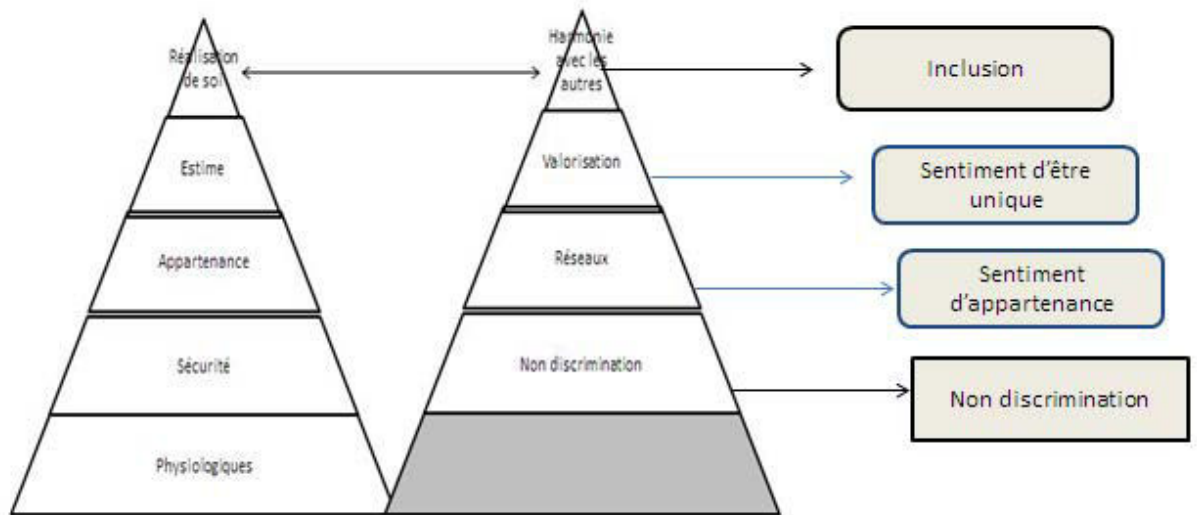 Réalisation
de soi
Estime
Appartenance
Sécurité
Physiologiques
Harmonie
avec les
autres
Valorisation
Réseaux
Non discrimination
Inclusion
Sentiment d'être
unique
Sentiment
d'appartenance
Non discrimination